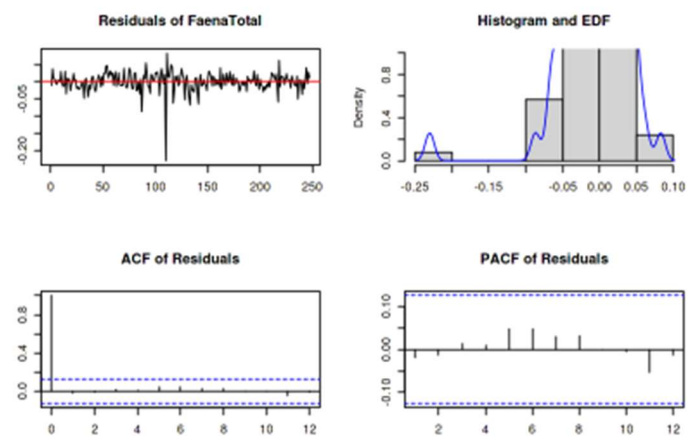 Residuals of FaenaTotal
-0.05
-0.20
0 50 100 150 200 250
Histogram and EDF
Density
0.8
0.4
0.0
-0.25 -0.15 -0.05 0.00 0.05 0.10
ACF of Residuals
0.8
0.4
0.0
0 2 4 6 8 10 12
PACF of Residuals
0.10
0.00
-0.10
2 4 6 8 10 12